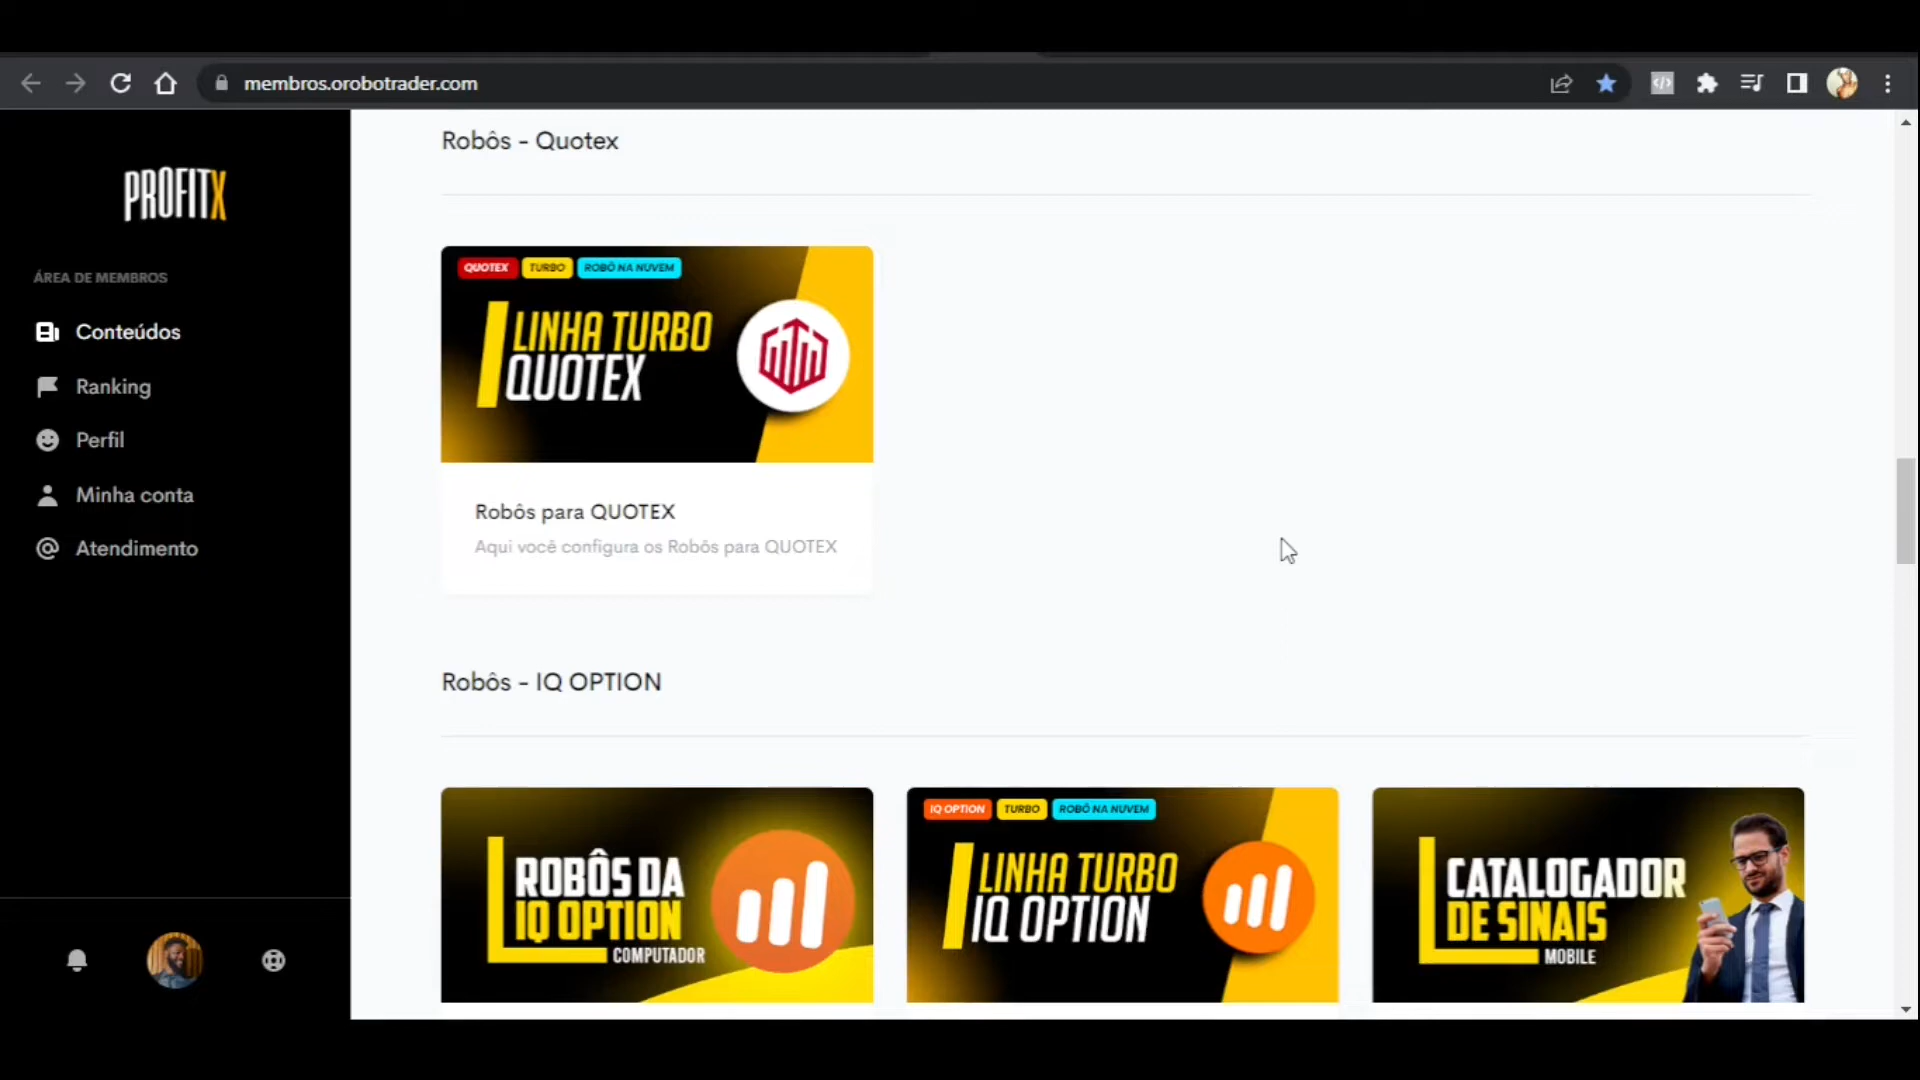 membros.orobotrader.com
PROFITX
ÁREA DE MEMBROS
Conteúdos
Ranking
Perfil
Minha conta
Atendimento
Robôs - Quotex
QUOTEX TURBO ROBÔ NA NUVEM
LINHA TURBO
QUOTEX
Robôs para QUOTEX
Aqui você configura os Robôs para QUOTEX
Robôs - IQ OPTION
ROBÔS DA
IQ OPTION
COMPUTADOR
IQ OPTION TURBO ROBÔ NA NUVEM
LINHA TURBO
IQ OPTION
CATALOGADOR
DE SINAIS
MOBILE